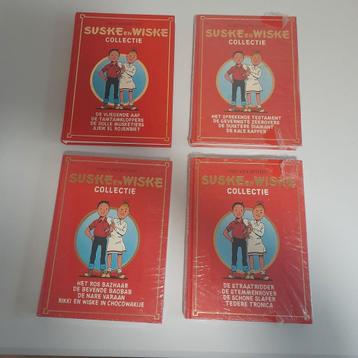 SUSKE EN WISKE
COLLECTIE
DE VLIEGENDE AAP
DE TAMTAMKLOPPERS
DE DOLLE MUSKETIERS
SJEIK EL ROJENBIET
SUSKE EN WISKE
COLLECTIE
HET SPREKENDE TESTAMENT
DE GEVERNISTE ZEEROVERS
DE DUISTERE DIAMANT
DE KALE KAPPER
SUSKE EN WISKE
COLLECTIE
HET ROS BAZHAAR
DE BEVENDE BAOBAB
DE NARE VARAAN
RIKKI EN WISKE IN CHOCOWAKIJE
SUSKE EN WISKE
COLLECTIE
DE STRAATRIDDER
DE STEMMENROVER
DE SCHONE SLAPER
TEDERE TRONICA